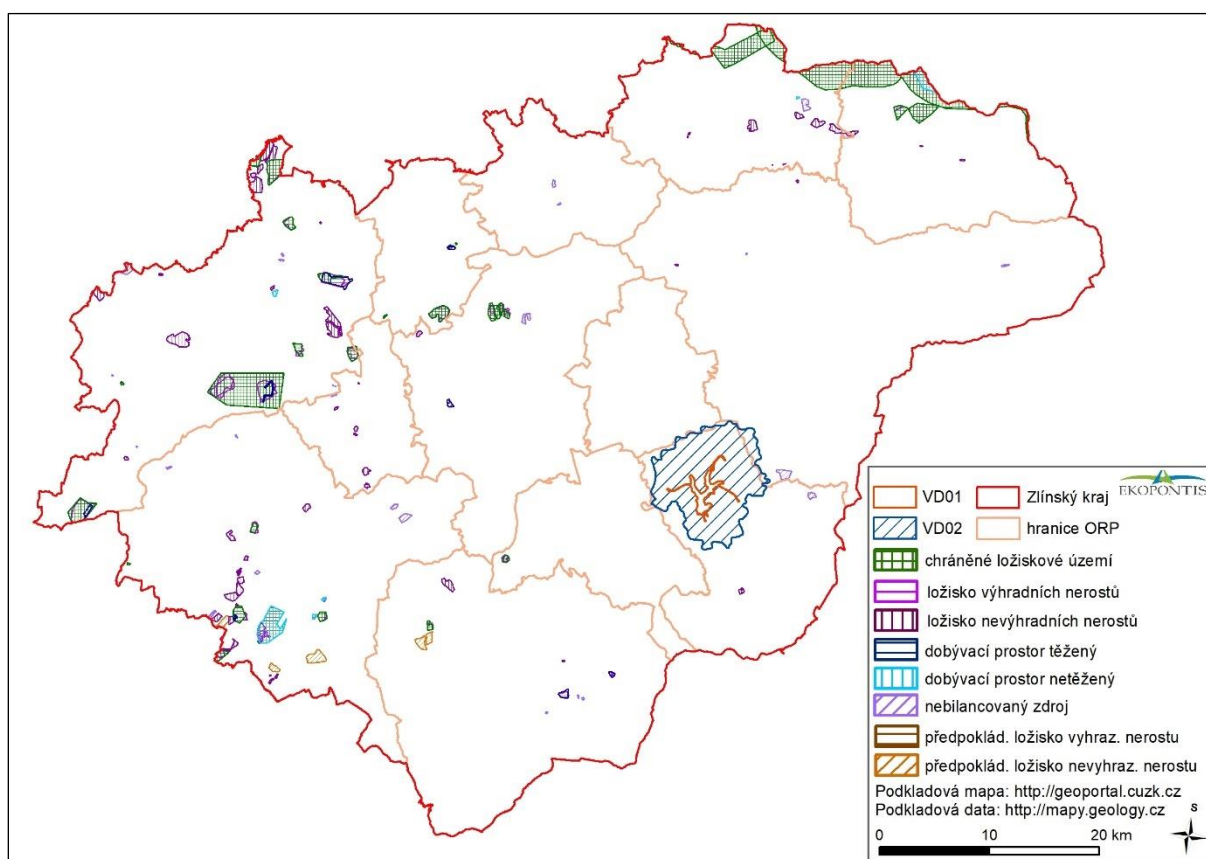 EKOPONTIS
VD01 Zlínský kraj
VD02 hranice ORP
chráněné ložiskové území
ložisko výhradních nerostů
ložisko nevýhradních nerostů
dobývací prostor těžený
dobývací prostor netěžený
nebilancovaný zdroj
předpoklád. ložisko vyhraz. nerostu
předpoklád. ložisko nevyhraz. nerostu
Podkladová mapa: http://geoportal.cuzk.cz
Podkladová data: http://mapy.geology.cz
S
0 10 20 km